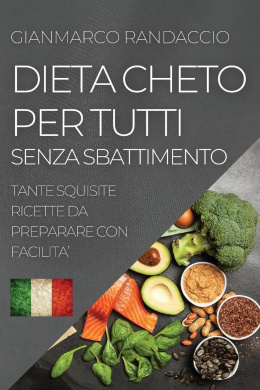 GIANMARCO RANDACCIO
DIETA CHETO
PER TUTTI
SENZA SBATTIMENTO
TANTE SQUISITE
RICETTE DA
PREPARARE CON
FACILITA'